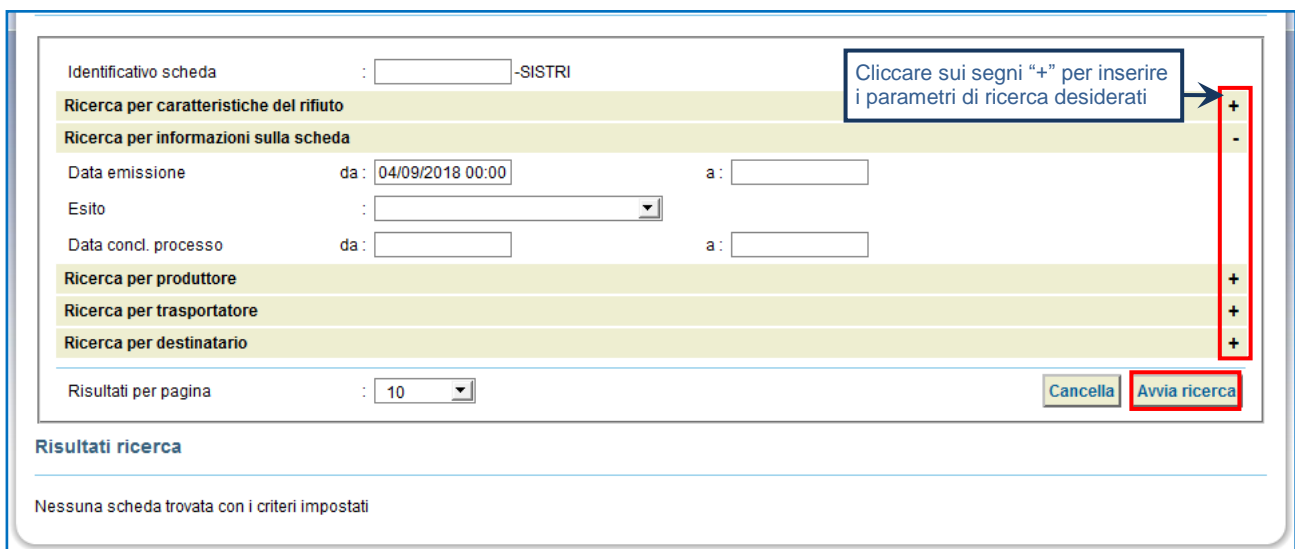 Identificativo scheda : -SISTRI
Cliccare sui segni “+” per inserire
i parametri di ricerca desiderati
Ricerca per caratteristiche del rifiuto +
Ricerca per informazioni sulla scheda -
Data emissione da : 04/09/2018 00:00 a :
Esito :
Data concl. processo da : a :
Ricerca per produttore +
Ricerca per trasportatore +
Ricerca per destinatario +
Risultati per pagina : 10 Cancella Avvia ricerca
Risultati ricerca
Nessuna scheda trovata con i criteri impostati